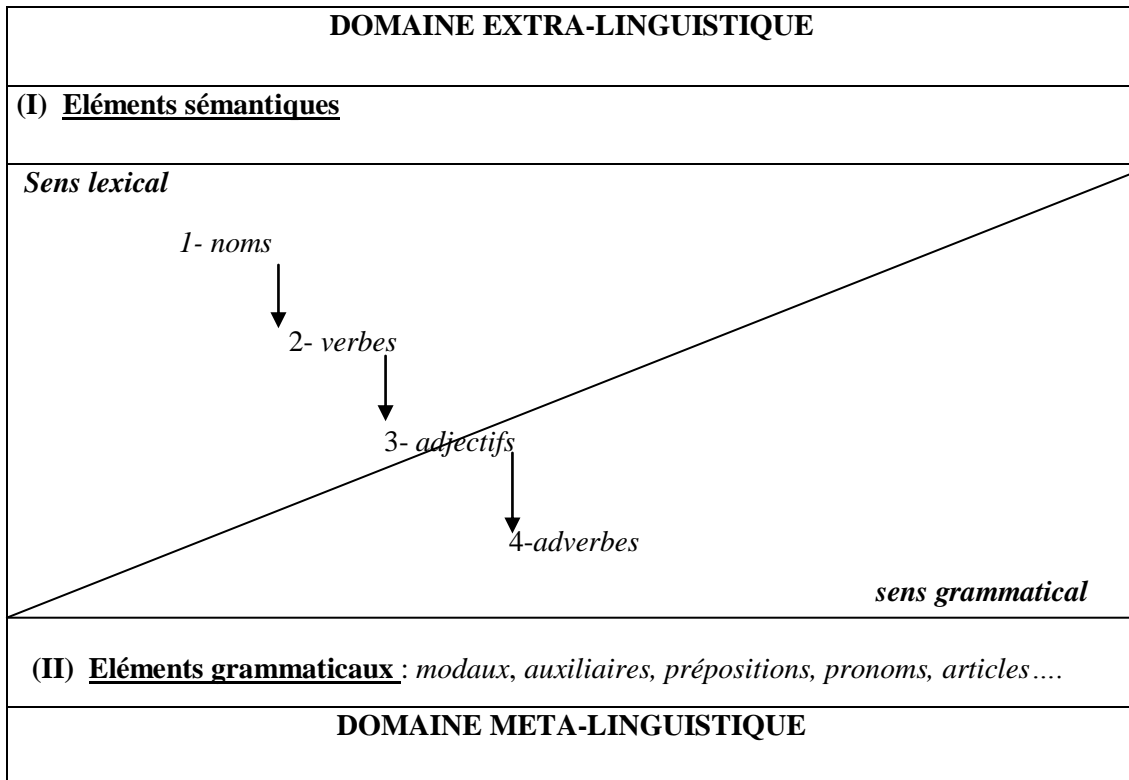 DOMAINE EXTRA-LINGUISTIQUE
(I) Eléments sémantiques
Sens lexical
1- noms
2- verbes
3- adjectifs
4-adverbes
sens grammatical
(II) Eléments grammaticaux : modaux, auxiliaires, prépositions, pronoms, articles….
DOMAINE META-LINGUISTIQUE